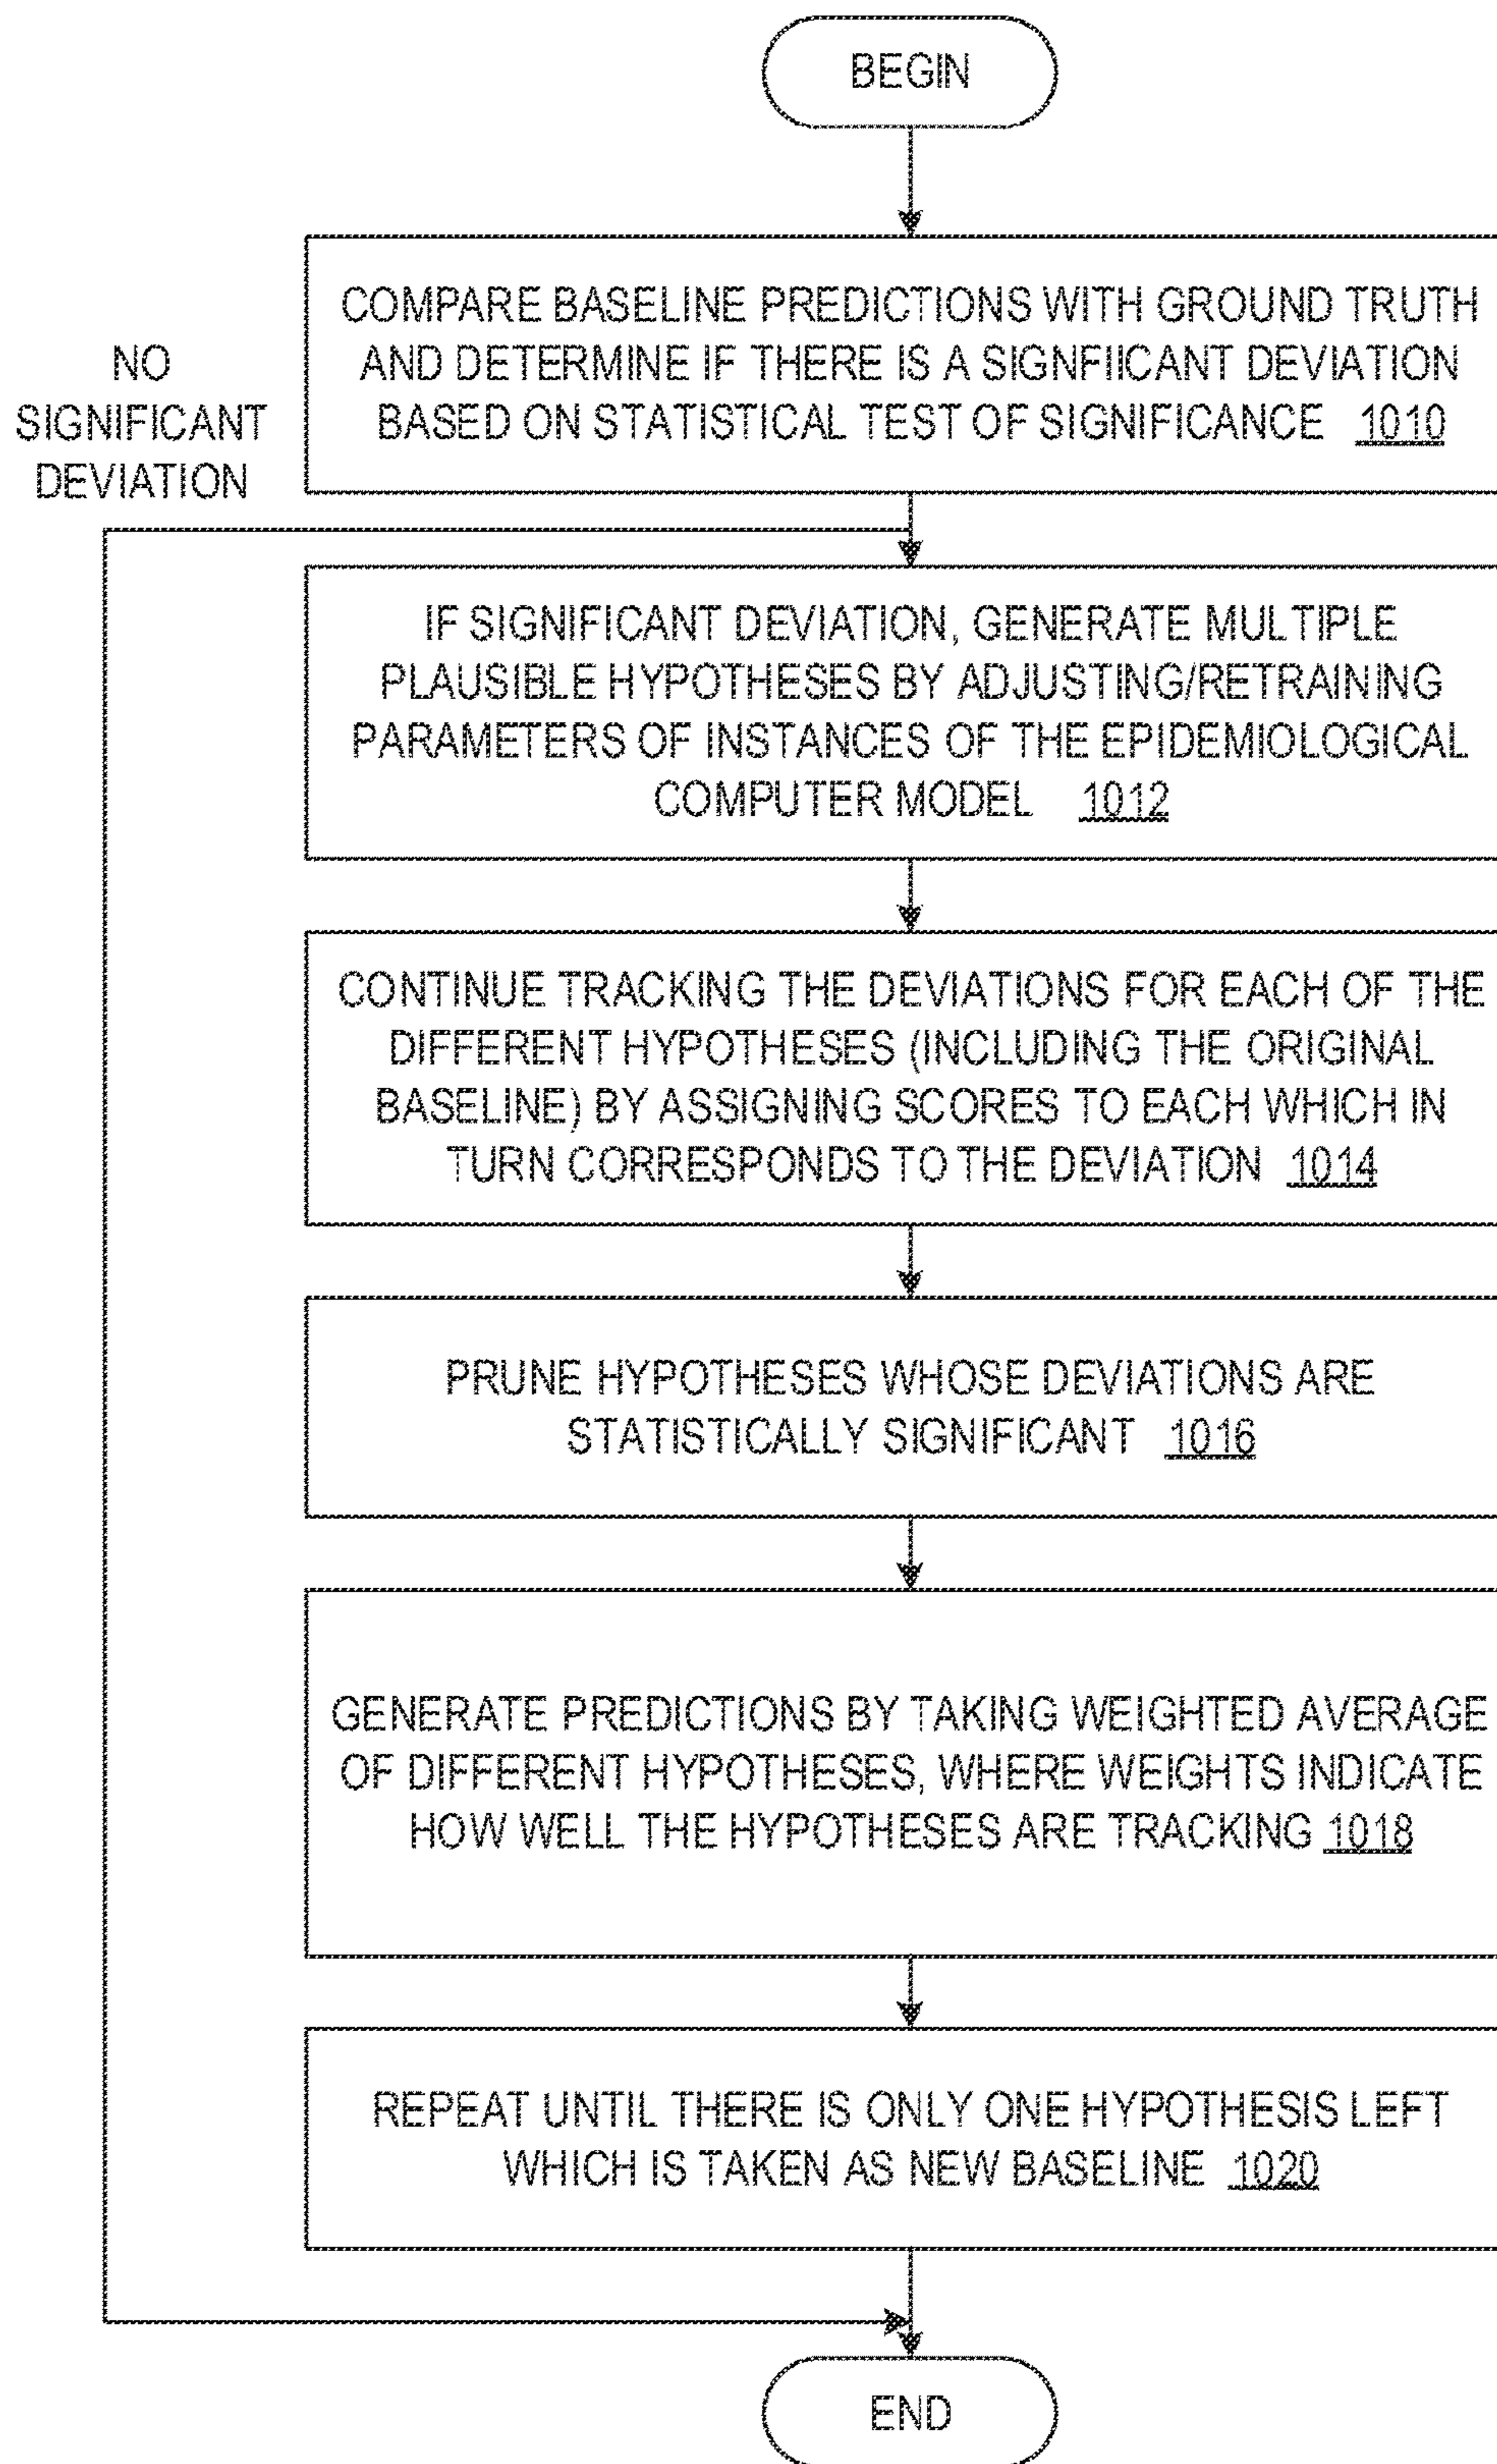 BEGIN
COMPARE BASELINE PREDICTIONS WITH GROUND TRUTH
AND DETERMINE IF THERE IS A SIGNFIICANT DEVIATION
BASED ON STATISTICAL TEST OF SIGNIFICANCE 1010
NO
SIGNIFICANT
DEVIATION
IF SIGNIFICANT DEVIATION, GENERATE MULTIPLE
PLAUSIBLE HYPOTHESES BY ADJUSTING/RETRAINING
PARAMETERS OF INSTANCES OF THE EPIDEMIOLOGICAL
COMPUTER MODEL 1012
CONTINUE TRACKING THE DEVIATIONS FOR EACH OF THE
DIFFERENT HYPOTHESES (INCLUDING THE ORIGINAL
BASELINE) BY ASSIGNING SCORES TO EACH WHICH IN
TURN CORRESPONDS TO THE DEVIATION 1014
PRUNE HYPOTHESES WHOSE DEVIATIONS ARE
STATISTICALLY SIGNIFICANT 1016
GENERATE PREDICTIONS BY TAKING WEIGHTED AVERAGE
OF DIFFERENT HYPOTHESES, WHERE WEIGHTS INDICATE
HOW WELL THE HYPOTHESES ARE TRACKING 1018
REPEAT UNTIL THERE IS ONLY ONE HYPOTHESIS LEFT
WHICH IS TAKEN AS NEW BASELINE 1020
END